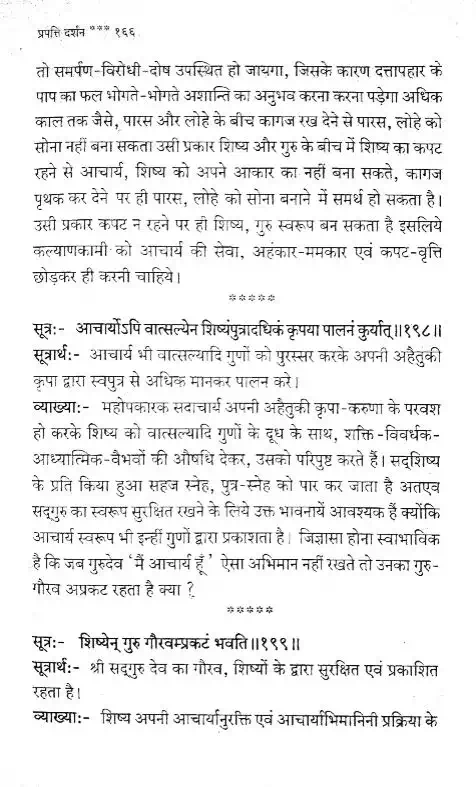 प्रपत्ति दर्शन *** १६६
तो समर्पण-विरोधी-दोष उपस्थित हो जायगा, जिसके कारण दत्तापहार के
पाप का फल भोगते-भोगते अशान्ति का अनुभव करना करना पड़ेगा अधिक
काल तक जैसे, पारस और लोहे के बीच कागज रख देने से पारस, लोहे को
सोना नहीं बना सकता उसी प्रकार शिष्य और गुरु के बीच में शिष्य का कपट
रहने से आचार्य, शिष्य को अपने आकार का नहीं बना सकते, कागज
पृथक कर देने पर ही पारस, लोहे को सोना बनाने में समर्थ हो सकता है।
उसी प्रकार कपट न रहने पर ही शिष्य, गुरु स्वरूप बन सकता है इसलिये
कल्याणकामी को आचार्य की सेवा, अहंकार-ममकार एवं कपट-वृत्ति
छोड़कर ही करनी चाहिये।
*****
सूत्र:- आचार्योऽपि वात्सल्येन शिष्यंपुत्रादधिकं कृपया पालनं कुर्यात्॥१९८॥
सूत्रार्थ:- आचार्य भी वात्सल्यादि गुणों को पुरस्सर करके अपनी अहैतुकी
कृपा द्वारा स्वपुत्र से अधिक मानकर पालन करे।
व्याख्या:- महोपकारक सदाचार्य अपनी अहैतुकी कृपा-करुणा के परवश
हो करके शिष्य को वात्सल्यादि गुणों के दूध के साथ, शक्ति-विवर्धक-
आध्यात्मिक-वैभवों की औषधि देकर, उसको परिपुष्ट करते हैं। सद्शिष्य
के प्रति किया हुआ सहज स्नेह, पुत्र-स्नेह को पार कर जाता है अतएव
सद्गुरु का स्वरूप सुरक्षित रखने के लिये उक्त भावनायें आवश्यक हैं क्योंकि
आचार्य स्वरूप भी इन्हीं गुणों द्वारा प्रकाशता है। जिज्ञासा होना स्वाभाविक
है कि जब गुरुदेव 'मैं आचार्य हूँ' ऐसा अभिमान नहीं रखते तो उनका गुरु-
गौरव अप्रकट रहता है क्या ?
*****
सूत्र:- शिष्येन् गुरु गौरवम्प्रकटं भवति॥१९९॥
सूत्रार्थ:- श्री सद्गुरु देव का गौरव, शिष्यों के द्वारा सुरक्षित एवं प्रकाशित
रहता है।
व्याख्या:- शिष्य अपनी आचार्यानुरक्ति एवं आचार्याभिमानिनी प्रक्रिया के